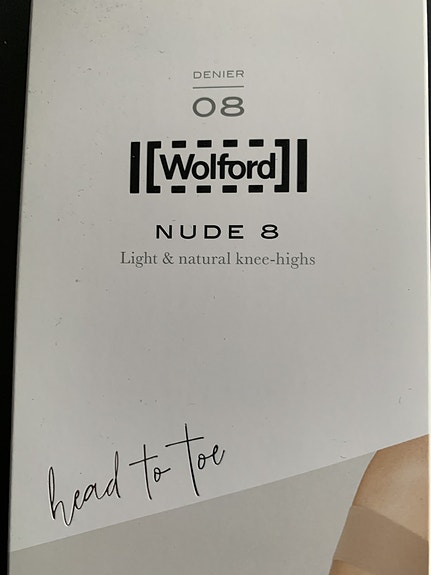 DENIER
08
Wolford
NUDE 8
Light & natural knee-highs
head to toe